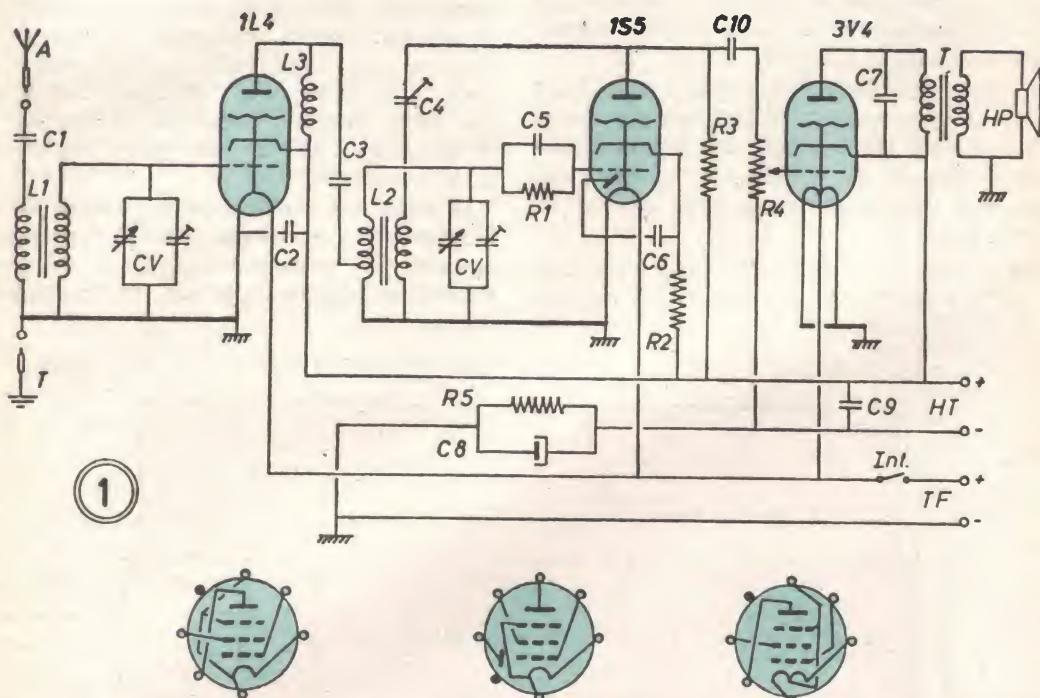 1L4
1S5
C10
3V4
A
L3
T
C7
C4
HP
C1
C5
C3
R3
L1
L2
R1
R4
CV
C2
CV
C6
R2
T
R5
C9
HT
+
-
C8
Int.
+
TF
-
1